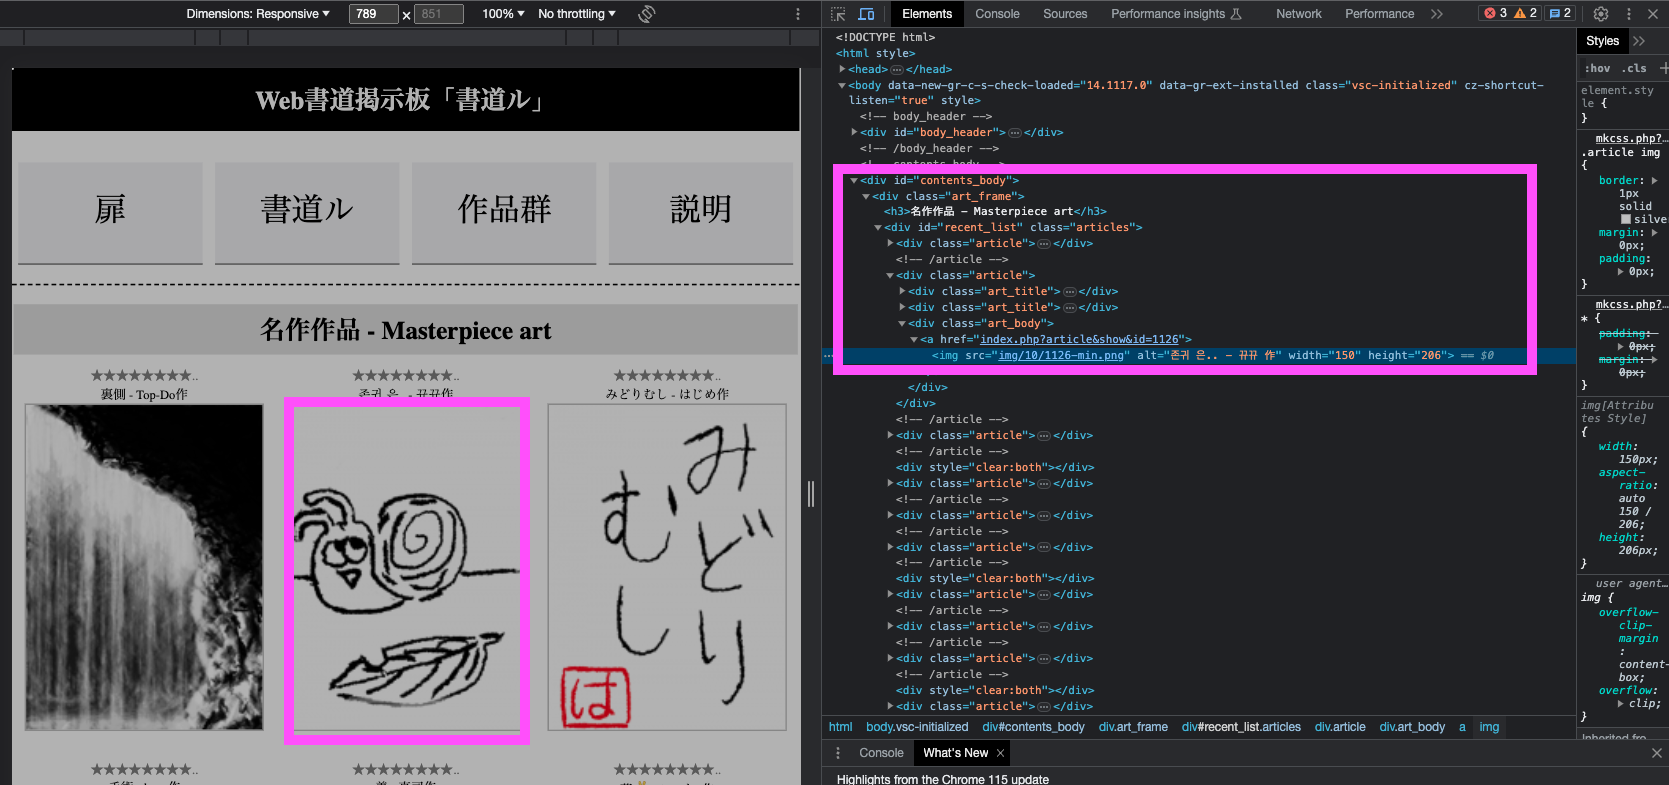 Dimensions: Responsive ▼ 789 × 851 100% ▼ No throttling ▼
Web書道掲示板「書道ル」
扉 書道ル 作品群 説明
名作作品 - Masterpiece art
★★★★★★★★.. ★★★★★★★★.. ★★★★★★★★..
裏側 - Top-Do作 존귀 은.. - 뀨뀨作 みどりむし - はじめ作
みどり
むし
は
★★★★★★★★.. ★★★★★★★★.. ★★★★★★★★..
Elements Console Sources Performance insights Network Performance 3 2 2
<!DOCTYPE html>
<html style>
<head>…</head>
<body data-new-gr-c-s-check-loaded="14.1117.0" data-gr-ext-installed class="vsc-initialized" cz-shortcut-
listen="true" style>
<!-- body_header -->
<div id="body_header">…</div>
<!-- /body_header -->
<!-- contents_body -->
<div id="contents_body">
<div class="art_frame">
<h3>名作作品 - Masterpiece art</h3>
<div id="recent_list" class="articles">
<div class="article">…</div>
<!-- /article -->
<div class="article">
<div class="art_title">…</div>
<div class="art_title">…</div>
<div class="art_body">
<a href="index.php?article&show&id=1126">
<img src="img/10/1126-min.png" alt="존귀 은.. - 뀨뀨 作" width="150" height="206"> == $0
</div>
</div>
<!-- /article -->
<div class="article">…</div>
<!-- /article -->
<div style="clear:both"></div>
<div class="article">…</div>
<!-- /article -->
<div class="article">…</div>
<!-- /article -->
<div class="article">…</div>
<!-- /article -->
<div style="clear:both"></div>
<div class="article">…</div>
<!-- /article -->
<div class="article">…</div>
<!-- /article -->
<div class="article">…</div>
<!-- /article -->
<div style="clear:both"></div>
<div class="article">…</div>
html body.vsc-initialized div#contents_body div.art_frame div#recent_list.articles div.article div.art_body a img
Console What's New ×
Highlights from the Chrome 115 update
Styles
:hov .cls +
element.sty
le {
}
mkcss.php?…
.article img
{
border:
1px
solid
silve
margin:
0px;
padding:
0px;
}
mkcss.php?…
* {
padding:
0px;
margin:
0px;
}
img[Attribu
tes Style]
{
width:
150px;
aspect-
ratio:
auto
150 /
206;
height:
206px;
}
user agent…
img {
overflow-
clip-
margin
:
content-
box;
overflow:
clip;
}
Inherited fro